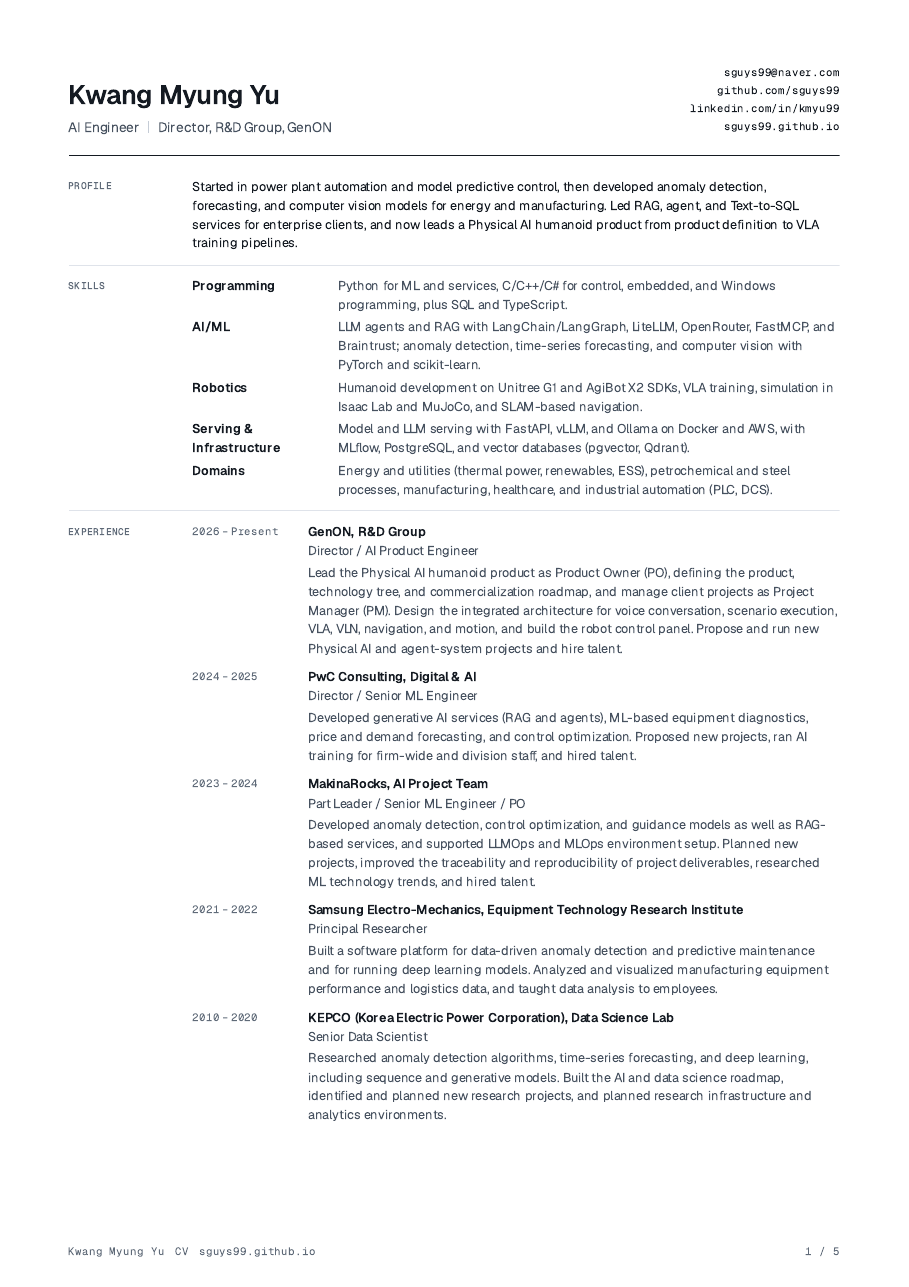 Kwang Myung Yu
AI Engineer | Director, R&D Group, GenON
sguys99@naver.com
github.com/sguys99
linkedin.com/in/kmyu99
sguys99.github.io
PROFILE
Started in power plant automation and model predictive control, then developed anomaly detection,
forecasting, and computer vision models for energy and manufacturing. Led RAG, agent, and Text-to-SQL
services for enterprise clients, and now leads a Physical AI humanoid product from product definition to VLA
training pipelines.
SKILLS
Programming
Python for ML and services, C/C++/C# for control, embedded, and Windows
programming, plus SQL and TypeScript.
AI/ML
LLM agents and RAG with LangChain/LangGraph, LiteLLM, OpenRouter, FastMCP, and
Braintrust; anomaly detection, time-series forecasting, and computer vision with
PyTorch and scikit-learn.
Robotics
Humanoid development on Unitree G1 and AgiBot X2 SDKs, VLA training, simulation in
Isaac Lab and MuJoCo, and SLAM-based navigation.
Serving &
Infrastructure
Model and LLM serving with FastAPI, vLLM, and Ollama on Docker and AWS, with
MLflow, PostgreSQL, and vector databases (pgvector, Qdrant).
Domains
Energy and utilities (thermal power, renewables, ESS), petrochemical and steel
processes, manufacturing, healthcare, and industrial automation (PLC, DCS).
EXPERIENCE
2026 – Present
GenON, R&D Group
Director / AI Product Engineer
Lead the Physical AI humanoid product as Product Owner (PO), defining the product,
technology tree, and commercialization roadmap, and manage client projects as Project
Manager (PM). Design the integrated architecture for voice conversation, scenario execution,
VLA, VLN, navigation, and motion, and build the robot control panel. Propose and run new
Physical AI and agent-system projects and hire talent.
2024 – 2025
PwC Consulting, Digital & AI
Director / Senior ML Engineer
Developed generative AI services (RAG and agents), ML-based equipment diagnostics,
price and demand forecasting, and control optimization. Proposed new projects, ran AI
training for firm-wide and division staff, and hired talent.
2023 – 2024
MakinaRocks, AI Project Team
Part Leader / Senior ML Engineer / PO
Developed anomaly detection, control optimization, and guidance models as well as RAG-
based services, and supported LLMOps and MLOps environment setup. Planned new
projects, improved the traceability and reproducibility of project deliverables, researched
ML technology trends, and hired talent.
2021 – 2022
Samsung Electro-Mechanics, Equipment Technology Research Institute
Principal Researcher
Built a software platform for data-driven anomaly detection and predictive maintenance
and for running deep learning models. Analyzed and visualized manufacturing equipment
performance and logistics data, and taught data analysis to employees.
2010 – 2020
KEPCO (Korea Electric Power Corporation), Data Science Lab
Senior Data Scientist
Researched anomaly detection algorithms, time-series forecasting, and deep learning,
including sequence and generative models. Built the AI and data science roadmap,
identified and planned new research projects, and planned research infrastructure and
analytics environments.
Kwang Myung Yu CV sguys99.github.io
1 / 5